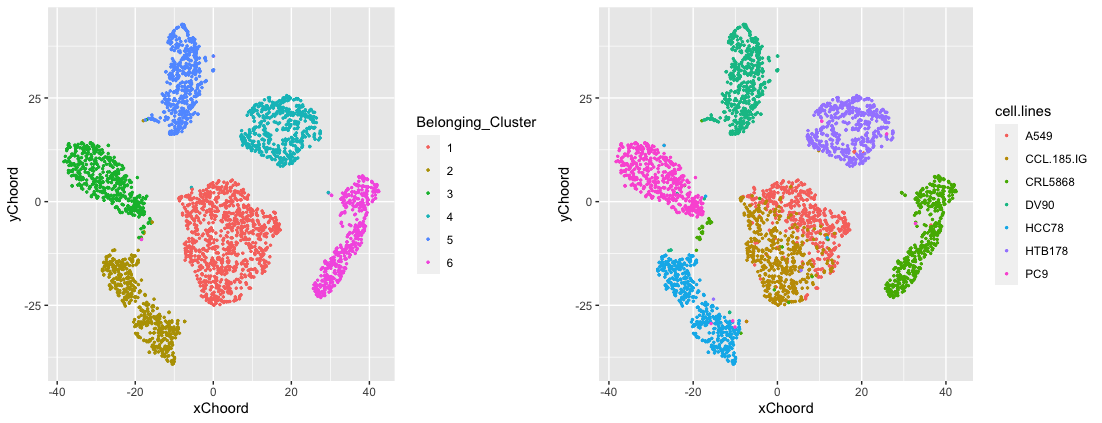 25
0
-25
-40
-20
0
20
40
xChoord
yChoord
Belonging_Cluster
1
2
3
4
5
6
25
0
-25
-40
-20
0
20
40
xChoord
yChoord
cell.lines
A549
CCL.185.IG
CRL5868
DV90
HCC78
HTB178
PC9